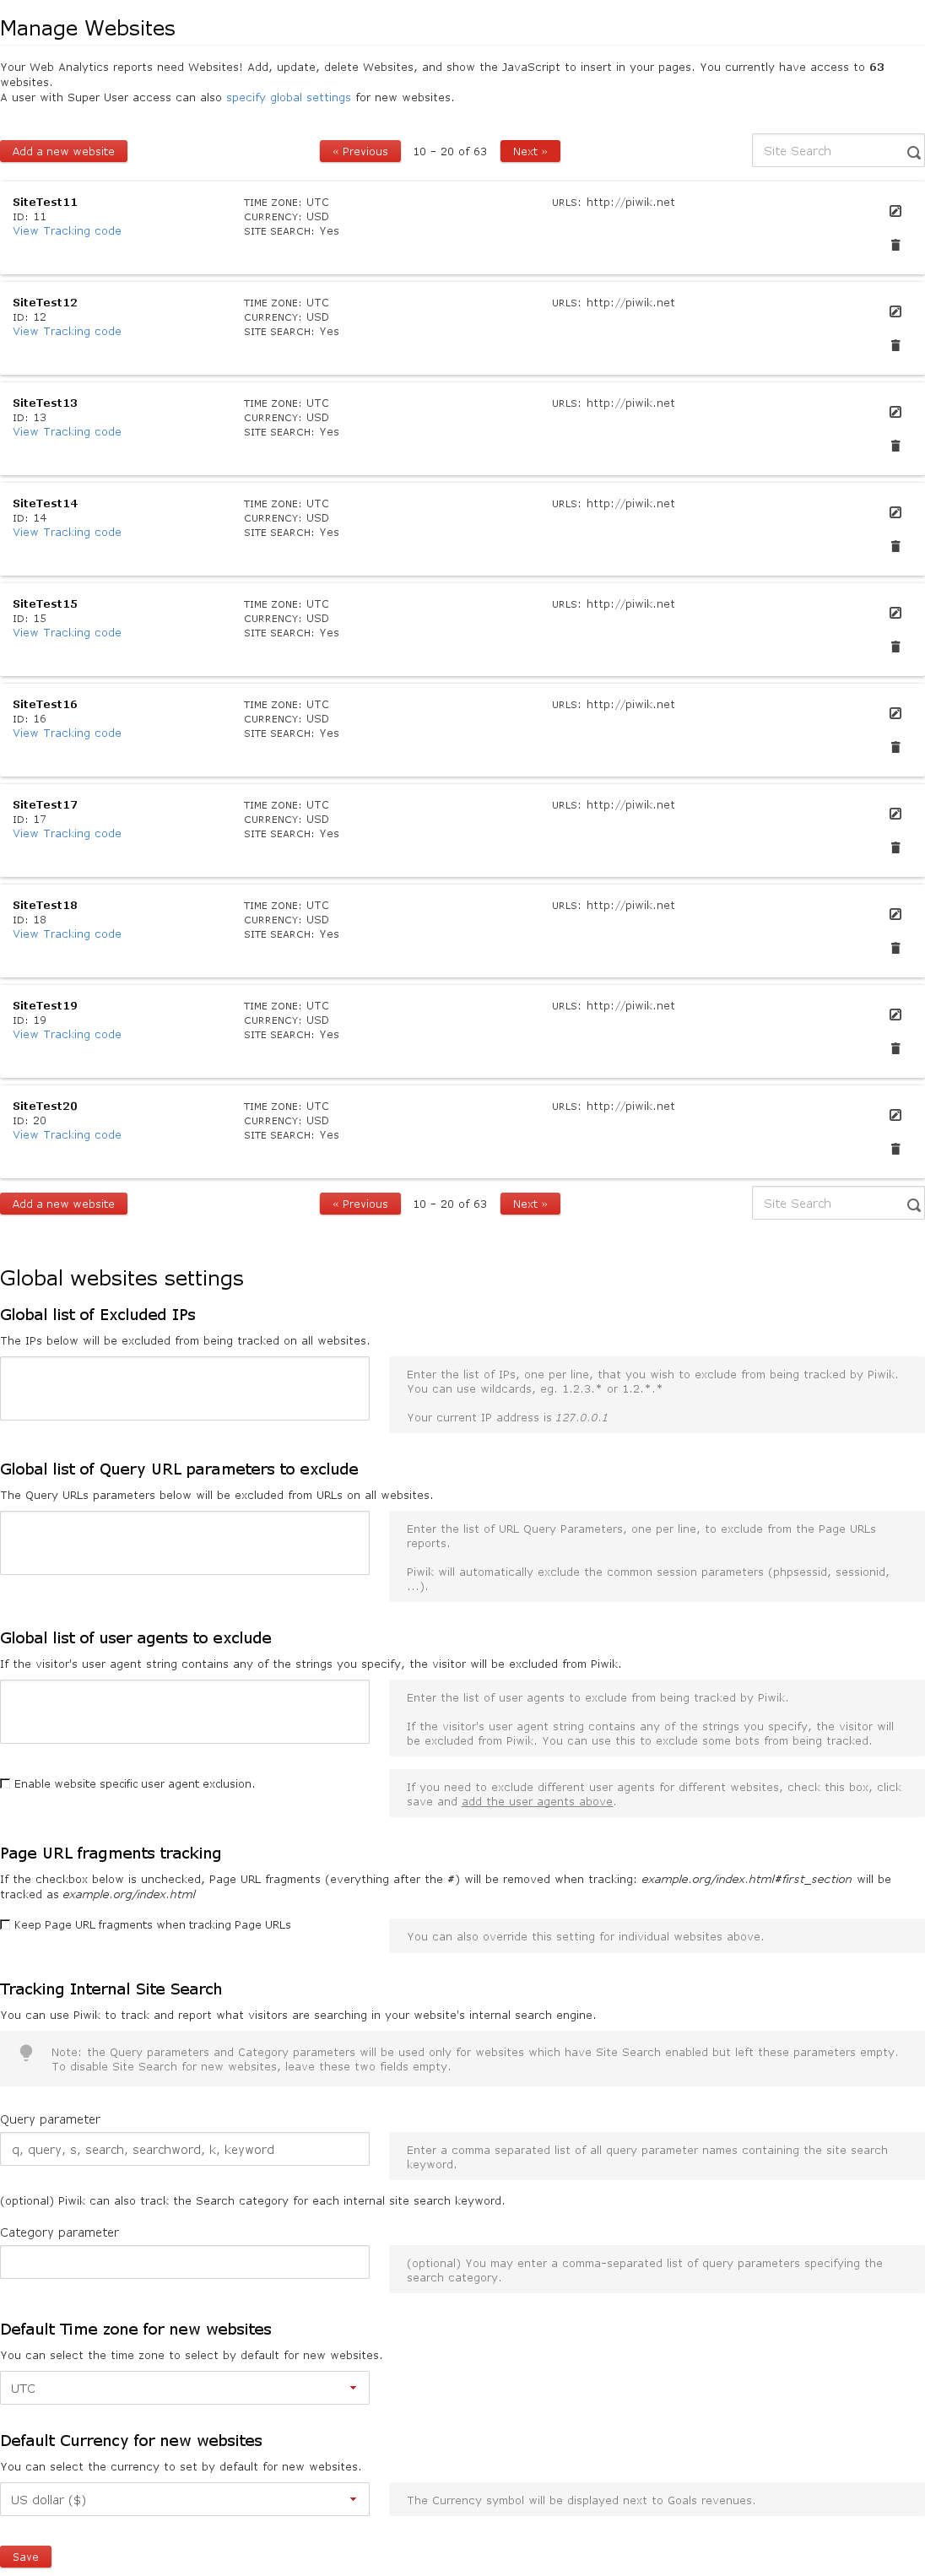 Manage Websites
Your Web Analytics reports need Websites! Add, update, delete Websites, and show the JavaScript to insert in your pages. You currently have access to 63
websites.
A user with Super User access can also specify global settings for new websites.
Add a new website « Previous 10 – 20 of 63 Next » Site Search
SiteTest11 TIME ZONE: UTC URLS: http://piwik.net
ID: 11 CURRENCY: USD
View Tracking code SITE SEARCH: Yes
SiteTest12 TIME ZONE: UTC URLS: http://piwik.net
ID: 12 CURRENCY: USD
View Tracking code SITE SEARCH: Yes
SiteTest13 TIME ZONE: UTC URLS: http://piwik.net
ID: 13 CURRENCY: USD
View Tracking code SITE SEARCH: Yes
SiteTest14 TIME ZONE: UTC URLS: http://piwik.net
ID: 14 CURRENCY: USD
View Tracking code SITE SEARCH: Yes
SiteTest15 TIME ZONE: UTC URLS: http://piwik.net
ID: 15 CURRENCY: USD
View Tracking code SITE SEARCH: Yes
SiteTest16 TIME ZONE: UTC URLS: http://piwik.net
ID: 16 CURRENCY: USD
View Tracking code SITE SEARCH: Yes
SiteTest17 TIME ZONE: UTC URLS: http://piwik.net
ID: 17 CURRENCY: USD
View Tracking code SITE SEARCH: Yes
SiteTest18 TIME ZONE: UTC URLS: http://piwik.net
ID: 18 CURRENCY: USD
View Tracking code SITE SEARCH: Yes
SiteTest19 TIME ZONE: UTC URLS: http://piwik.net
ID: 19 CURRENCY: USD
View Tracking code SITE SEARCH: Yes
SiteTest20 TIME ZONE: UTC URLS: http://piwik.net
ID: 20 CURRENCY: USD
View Tracking code SITE SEARCH: Yes
Add a new website « Previous 10 – 20 of 63 Next » Site Search
Global websites settings
Global list of Excluded IPs
The IPs below will be excluded from being tracked on all websites.
Enter the list of IPs, one per line, that you wish to exclude from being tracked by Piwik.
You can use wildcards, eg. 1.2.3.* or 1.2.*.*
Your current IP address is 127.0.0.1
Global list of Query URL parameters to exclude
The Query URLs parameters below will be excluded from URLs on all websites.
Enter the list of URL Query Parameters, one per line, to exclude from the Page URLs
reports.
Piwik will automatically exclude the common session parameters (phpsessid, sessionid,
...).
Global list of user agents to exclude
If the visitor's user agent string contains any of the strings you specify, the visitor will be excluded from Piwik.
Enter the list of user agents to exclude from being tracked by Piwik.
If the visitor's user agent string contains any of the strings you specify, the visitor will
be excluded from Piwik. You can use this to exclude some bots from being tracked.
Enable website specific user agent exclusion.
If you need to exclude different user agents for different websites, check this box, click
save and add the user agents above.
Page URL fragments tracking
If the checkbox below is unchecked, Page URL fragments (everything after the #) will be removed when tracking: example.org/index.html#first_section will be
tracked as example.org/index.html
Keep Page URL fragments when tracking Page URLs
You can also override this setting for individual websites above.
Tracking Internal Site Search
You can use Piwik to track and report what visitors are searching in your website's internal search engine.
Note: the Query parameters and Category parameters will be used only for websites which have Site Search enabled but left these parameters empty.
To disable Site Search for new websites, leave these two fields empty.
Query parameter
q, query, s, search, searchword, k, keyword
Enter a comma separated list of all query parameter names containing the site search
keyword.
(optional) Piwik can also track the Search category for each internal site search keyword.
Category parameter
(optional) You may enter a comma-separated list of query parameters specifying the
search category.
Default Time zone for new websites
You can select the time zone to select by default for new websites.
UTC
Default Currency for new websites
You can select the currency to set by default for new websites.
US dollar ($)
The Currency symbol will be displayed next to Goals revenues.
Save